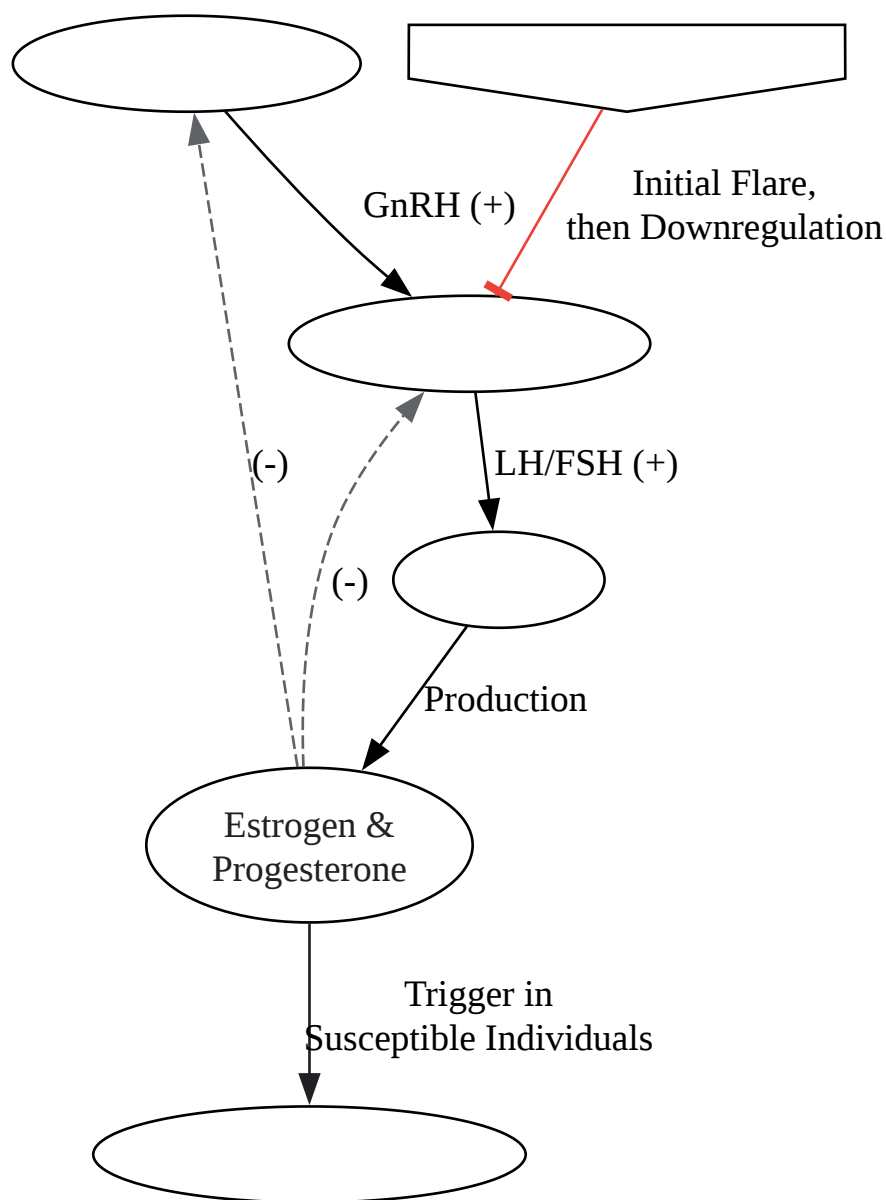 Initial Flare,
then Downregulation
GnRH (+)
(-)
LH/FSH (+)
(-)
Production
Estrogen &
Progesterone
Trigger in
Susceptible Individuals